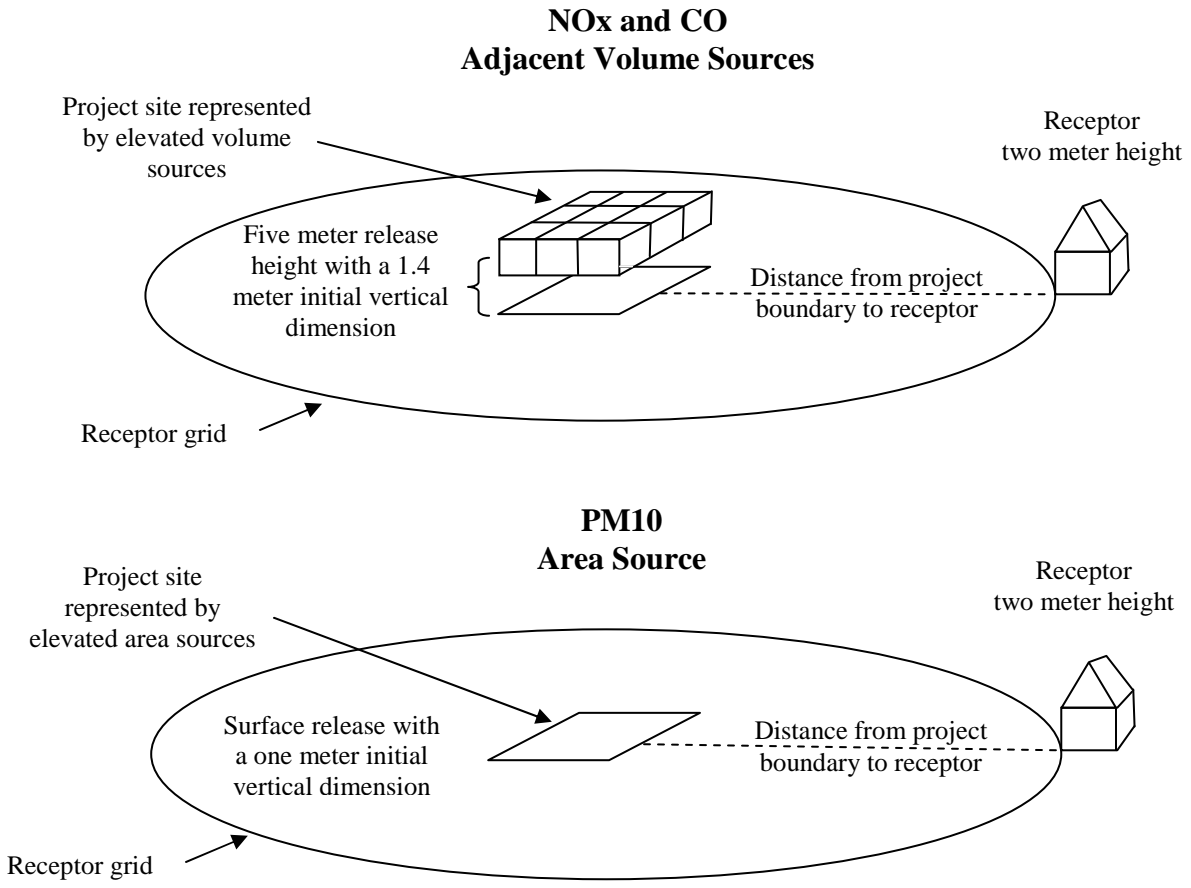 NOx and CO
Adjacent Volume Sources
Project site represented
by elevated volume
sources
Receptor
two meter height
Five meter release
height with a 1.4
meter initial vertical
dimension
Distance from project
boundary to receptor
Receptor grid
PM10
Area Source
Project site
represented by
elevated area sources
Receptor
two meter height
Surface release with
a one meter initial
vertical dimension
Distance from project
boundary to receptor
Receptor grid